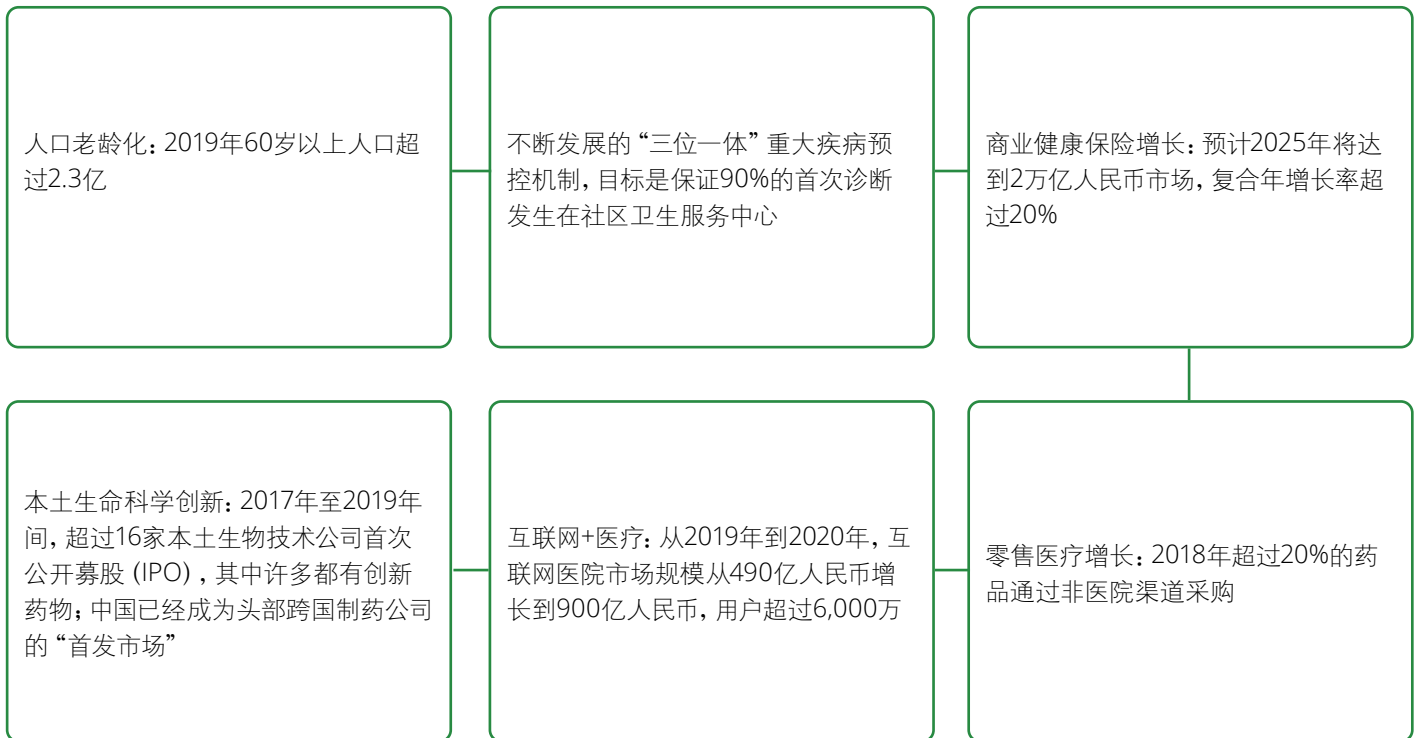 人口老龄化: 2019年60岁以上人口超
过2.3亿
不断发展的“三位一体”重大疾病预
控机制, 目标是保证90%的首次诊断
发生在社区卫生服务中心
商业健康保险增长: 预计2025年将达
到2万亿人民币市场, 复合年增长率超
过20%
本土生命科学创新: 2017年至2019年
间, 超过16家本土生物技术公司首次
公开募股 (IPO) , 其中许多都有创新
药物; 中国已经成为头部跨国制药公司
的“首发市场”
互联网+医疗: 从2019年到2020年, 互
联网医院市场规模从490亿人民币增
长到900亿人民币, 用户超过6,000万
零售医疗增长: 2018年超过20%的药
品通过非医院渠道采购